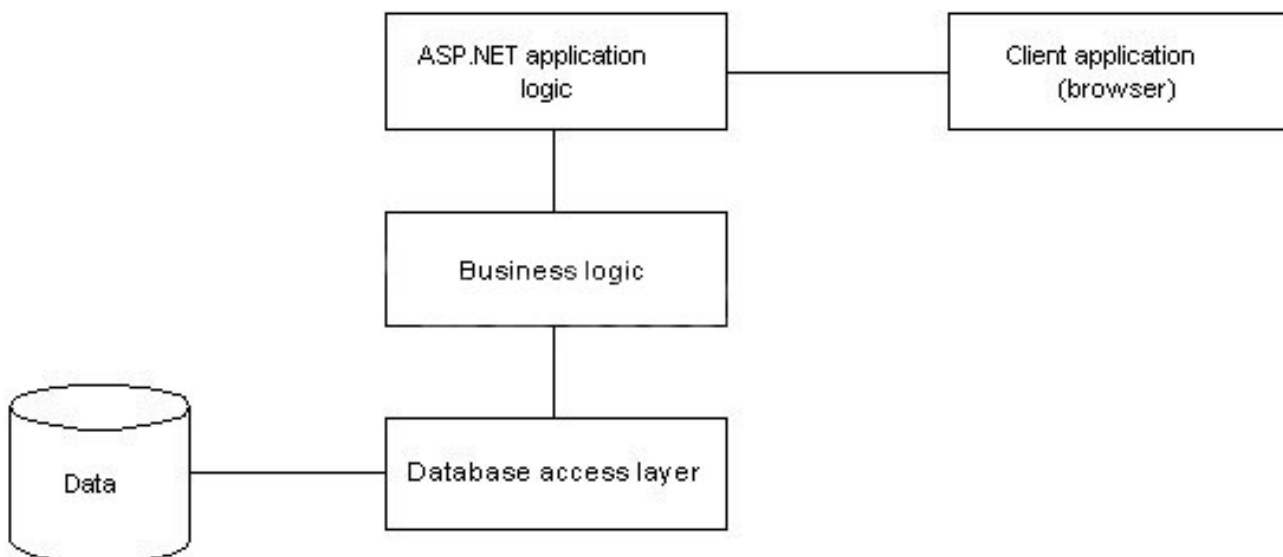 ASP.NET application
logic
Client application
(browser)
Business logic
Database access layer
Data